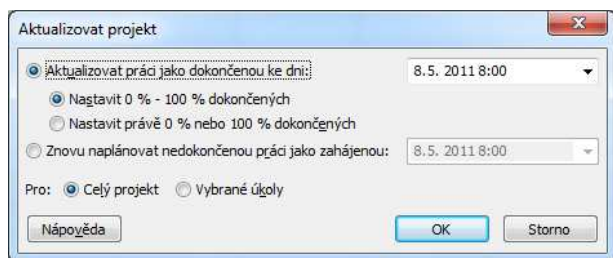 Aktualizovat projekt
Aktualizovat práci jako dokončenou ke dni: 8.5. 2011 8:00
Nastavit 0 % - 100 % dokončených
Nastavit právě 0 % nebo 100 % dokončených
Znovu naplánovat nedokončenou práci jako zahájenou: 8.5. 2011 8:00
Pro: Celý projekt Vybrané úkoly
Nápověda OK Storno